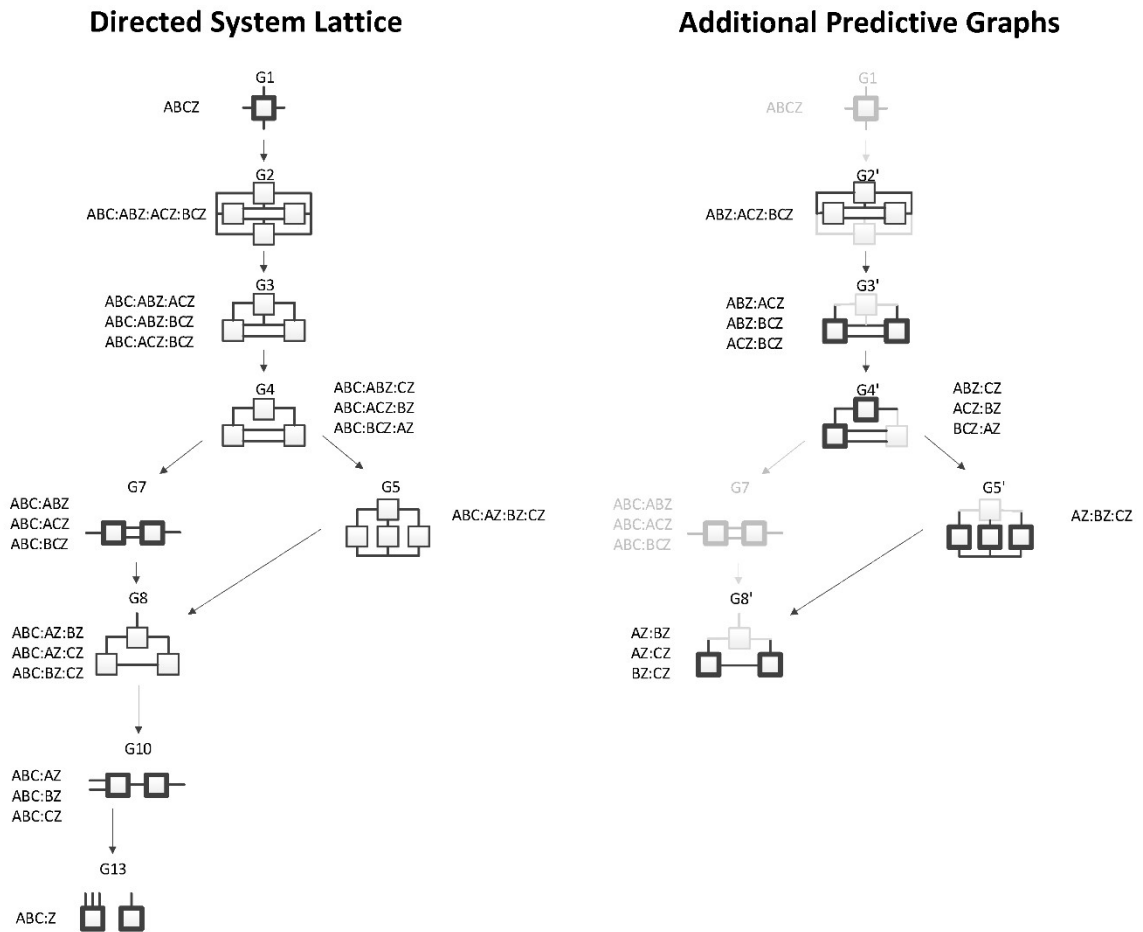 Directed System Lattice
G1
ABCZ
G2
ABC:ABZ:ACZ:BCZ
G3
ABC:ABZ:ACZ
ABC:ABZ:BCZ
ABC:ACZ:BCZ
G4
ABC:ABZ:CZ
ABC:ACZ:BZ
ABC:BCZ:AZ
G7
ABC:ABZ
ABC:ACZ
ABC:BCZ
G5
ABC:AZ:BZ:CZ
G8
ABC:AZ:BZ
ABC:AZ:CZ
ABC:BZ:CZ
G10
ABC:AZ
ABC:BZ
ABC:CZ
G13
ABC:Z
Additional Predictive Graphs
G1
ABCZ
G2'
ABZ:ACZ:BCZ
G3'
ABZ:ACZ
ABZ:BCZ
ACZ:BCZ
G4'
ABZ:CZ
ACZ:BZ
BCZ:AZ
G7
ABC:ABZ
ABC:ACZ
ABC:BCZ
G5'
AZ:BZ:CZ
G8'
AZ:BZ
AZ:CZ
BZ:CZ